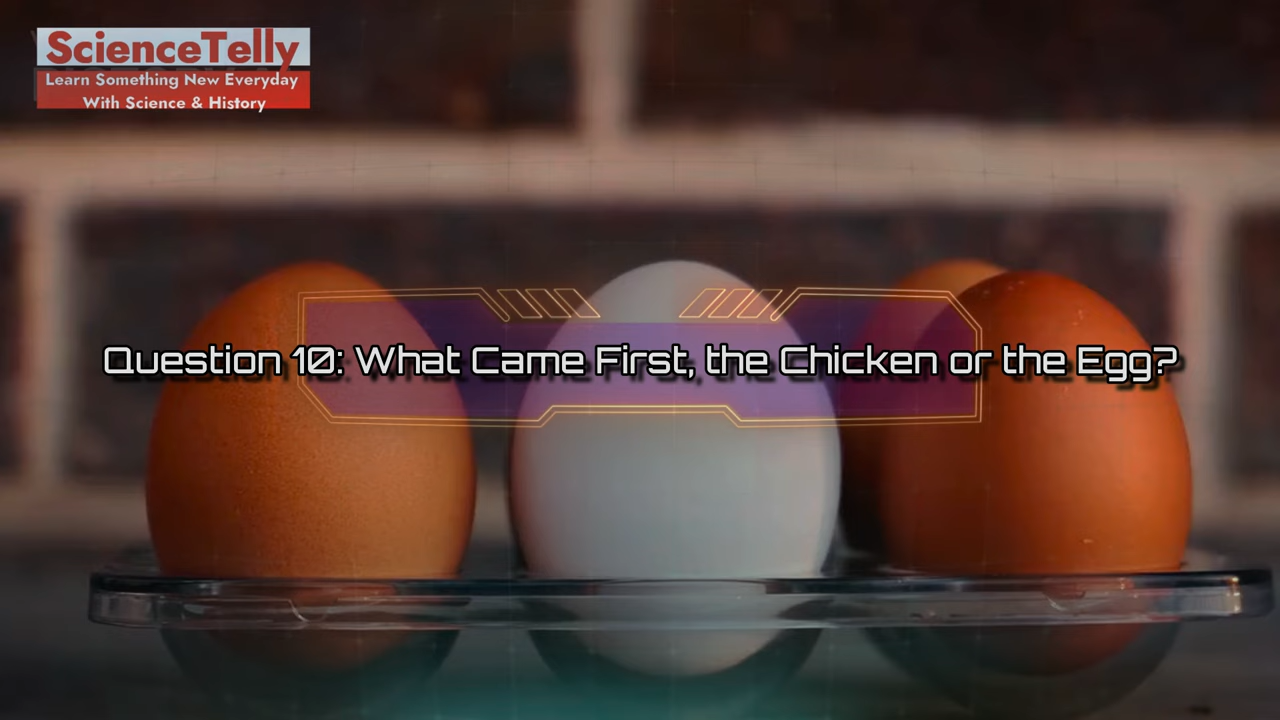 ScienceTelly
Learn Something New Everyday
With Science & History
Question 10: What Came First, the Chicken or the Egg?